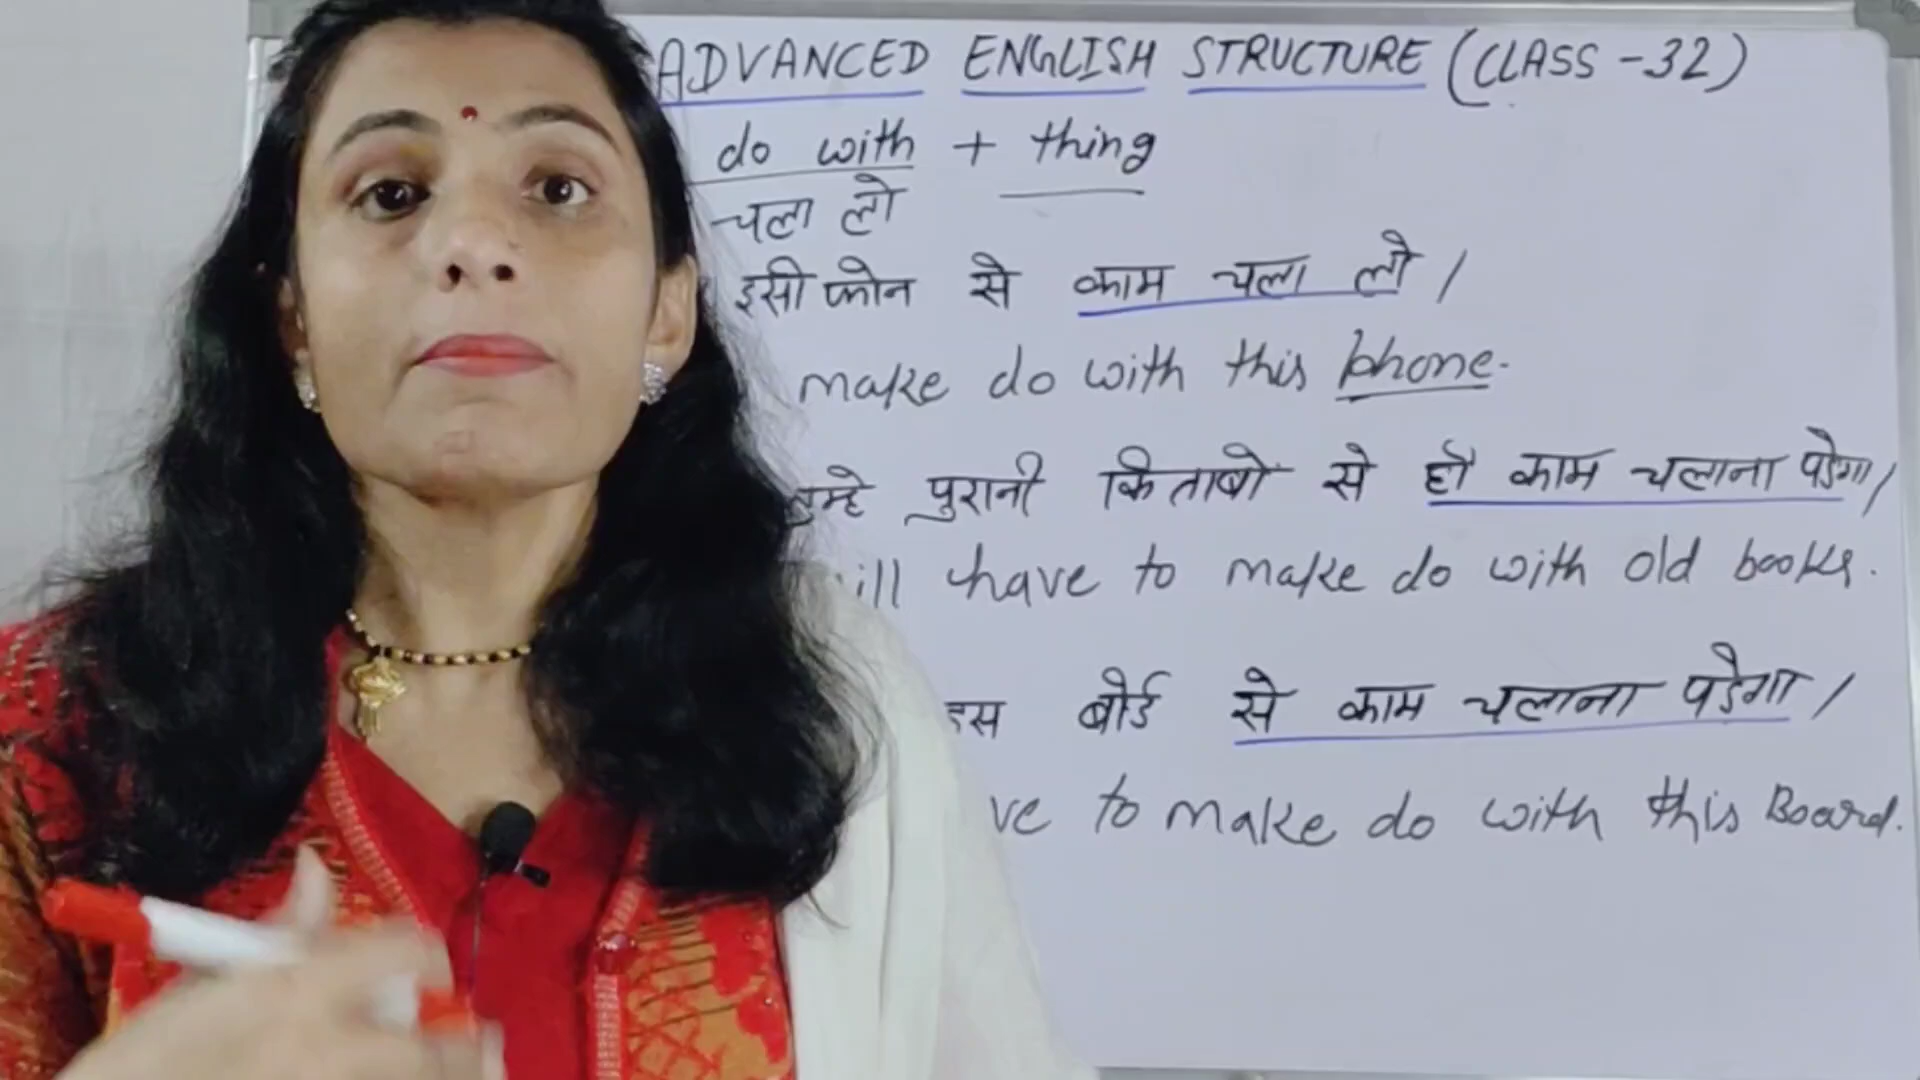 ADVANCED ENGLISH STRUCTURE (CLASS -32)
do with + thing
चला लो
इसी फोन से काम चला लो /
make do with this phone.
तुम्हे पुरानी किताबों से ही काम चलाना पडेगा /
have to make do with old books.
इस बोर्ड से काम चलाना पडेगा /
to make do with this Board.